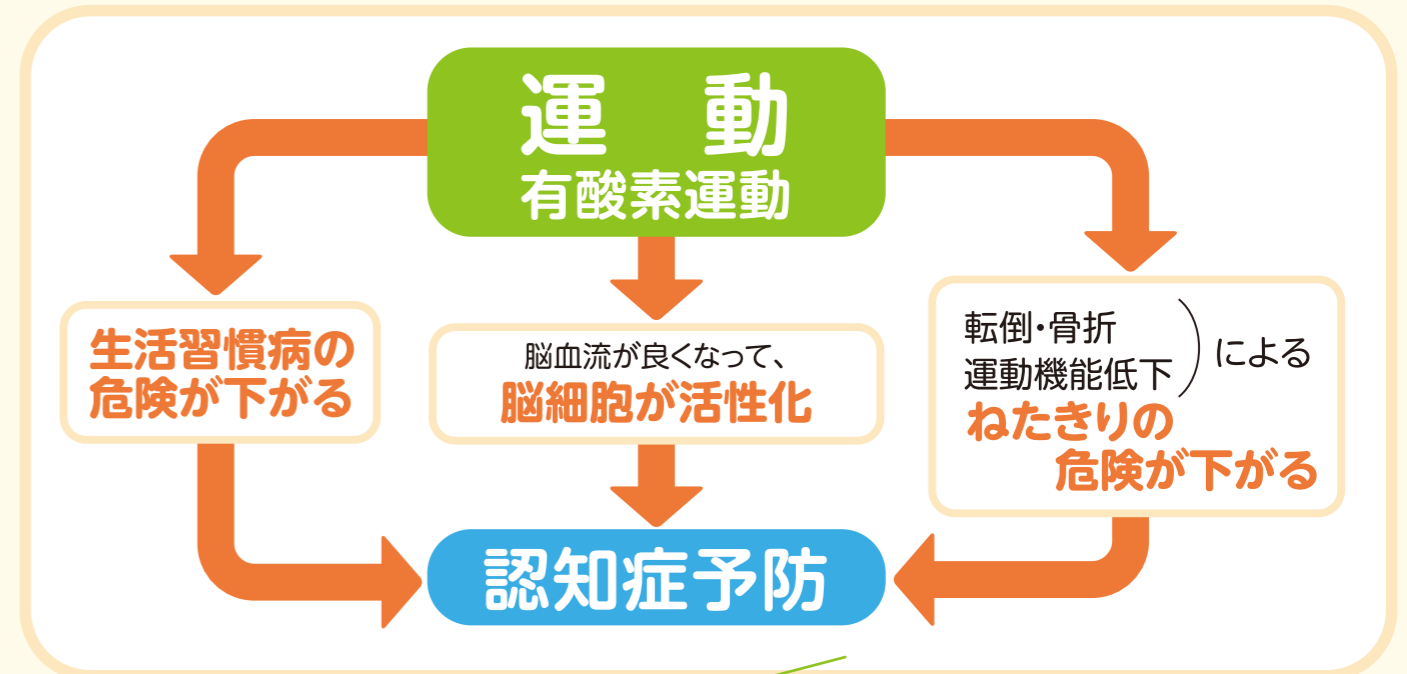 運 動
有酸素運動
生活習慣病の
危険が下がる
脳血流が良くなって、
脳細胞が活性化
転倒・骨折
運動機能低下
による
ねたきりの
危険が下がる
認知症予防